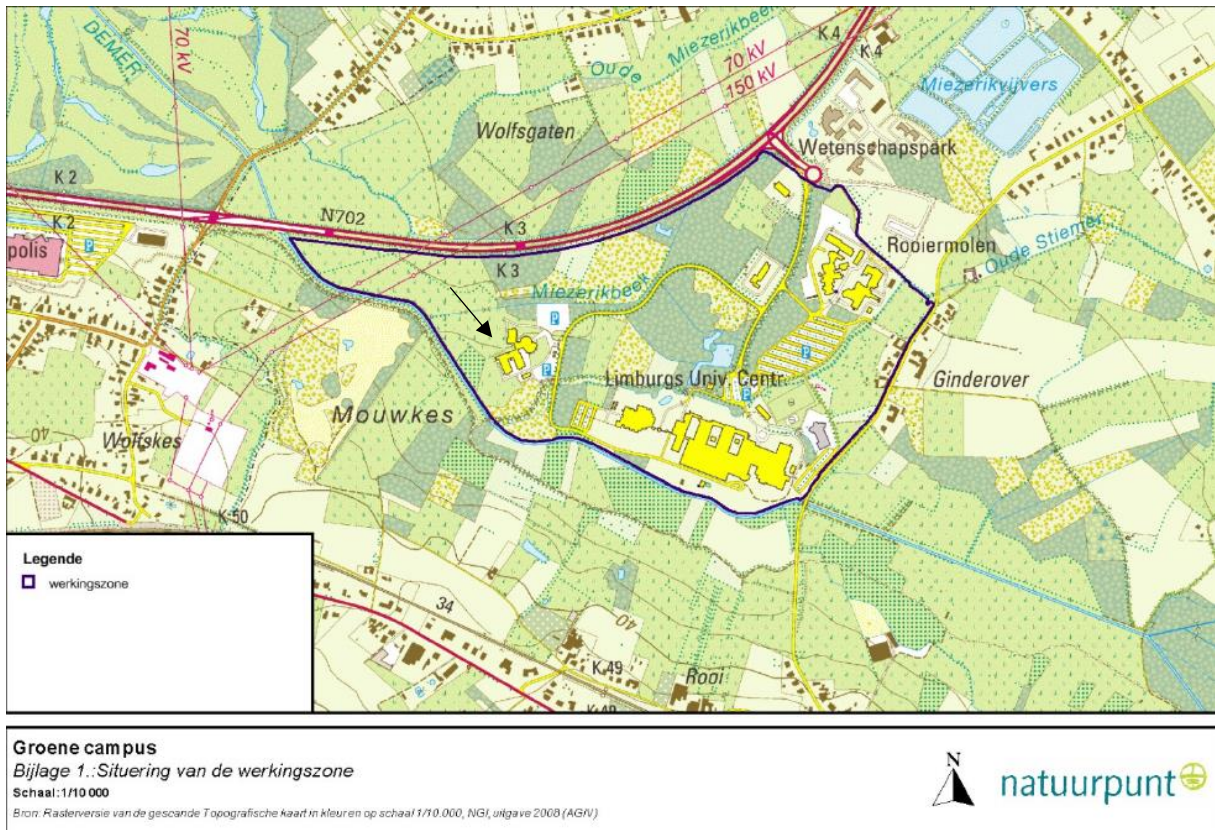 DEMER
70 kV
Oude
Miezerikbeek
70 kV
150 kV
K 4
K 4
Miezerikvijvers
Wolfsgaten
Wetenschapspark
K 2
K 2
N702
K 3
K 3
polis
P
Rooiermolen
Oude Stiemer
Miezerikbeek
P
P
P
P
Limburgs Univ. Centr.
Ginderover
Mouwkes
40
Wolfskes
K 50
34
40
K 49
K 49
Rooi
Legende
werkingszone
Groene campus
Bijlage 1.:Situering van de werkingszone
Schaal:1/10 000
Bron: Rasterversie van de gescande Topografische kaart in kleur en op schaal 1/10.000, NGI, uitgave 2008 (AGIV)
N
natuurpunt